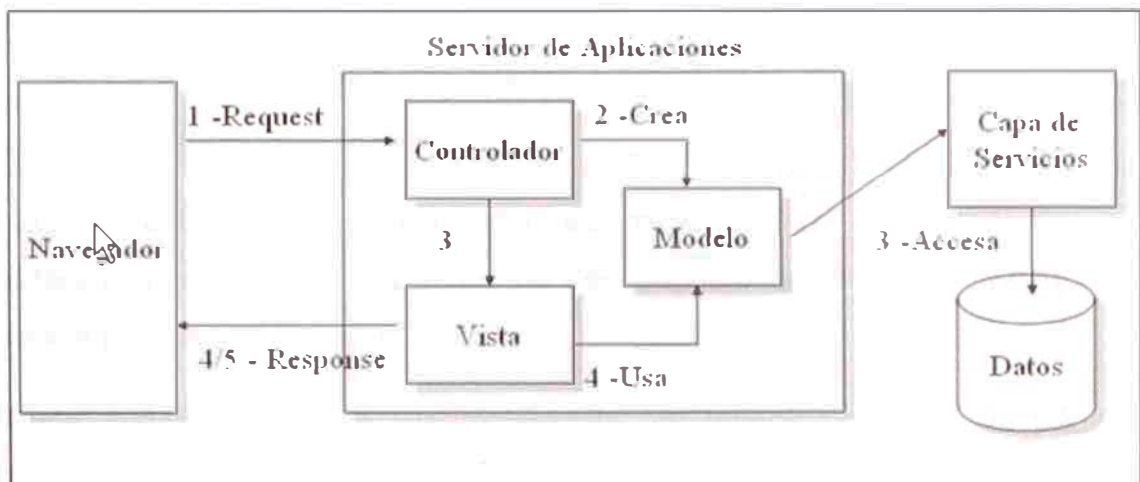 Servidor de Aplicaciones
1 -Request
Controlador
2 -Crea
Capa de
Servicios
Navegador
3
Modelo
3 -Accesa
Vista
4/5 - Response
4 -Usa
Datos